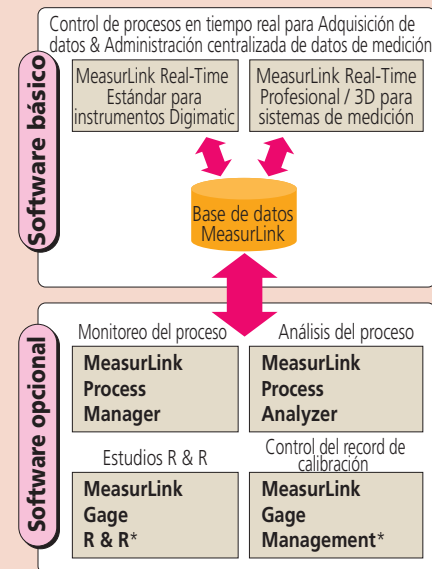 Control de procesos en tiempo real para Adquisición de
datos & Administración centralizada de datos de medición
Software básico
MeasurLink Real-Time
Estándar para
instrumentos Digimatic
MeasurLink Real-Time
Profesional / 3D para
sistemas de medición
Base de datos
MeasurLink
Software opcional
Monitoreo del proceso
MeasurLink
Process
Manager
Análisis del proceso
MeasurLink
Process
Analyzer
Estudios R & R
MeasurLink
Gage
R & R*
Control del record de
calibración
MeasurLink
Gage
Management*